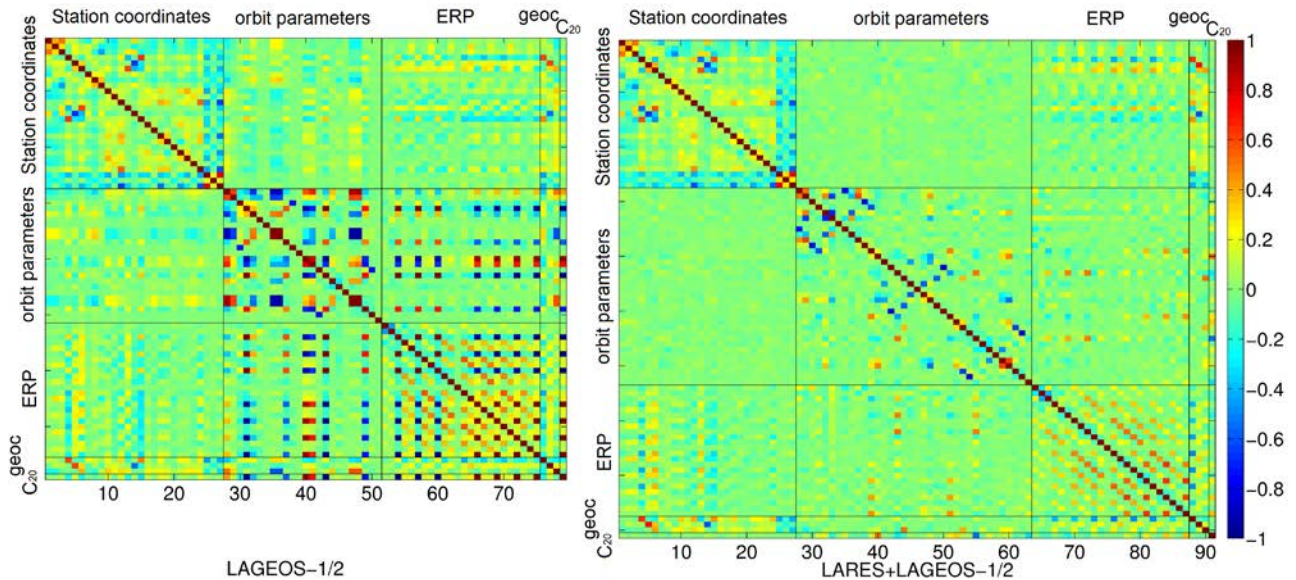 Station coordinates orbit parameters ERP geoc C20
Station coordinates
orbit parameters
ERP
geoc
C20
10 20 30 40 50 60 70
LAGEOS−1/2
Station coordinates orbit parameters ERP geoc C20
Station coordinates
orbit parameters
ERP
geoc
C20
10 20 30 40 50 60 70 80 90
LARES+LAGEOS−1/2
1
0.8
0.6
0.4
0.2
0
−0.2
−0.4
−0.6
−0.8
−1